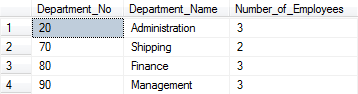 Department_No Department_Name Number_of_Employees
1 20 Administration 3
2 70 Shipping 2
3 80 Finance 3
4 90 Management 3